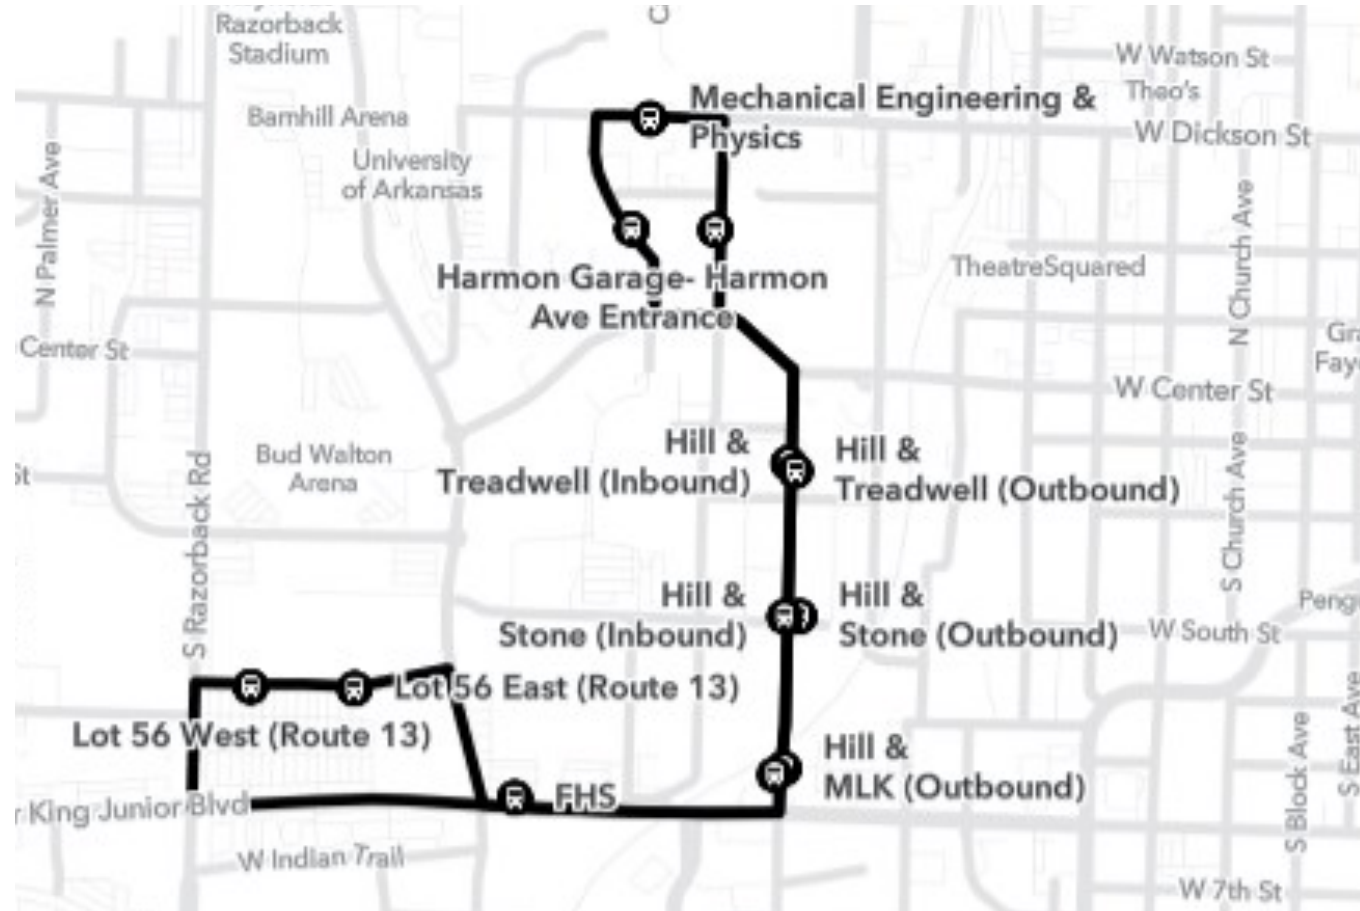 Razorback
Stadium
W Watson St
Theo's
Mechanical Engineering &
Physics
W Dickson St
Barnhill Arena
University
of Arkansas
N Palmer Ave
N Church Ave
TheatreSquared
Harmon Garage- Harmon
Ave Entrance
Center St
W Center St
Hill &
Treadwell (Inbound)
Hill &
Treadwell (Outbound)
Bud Walton
Arena
St
S Razorback Rd
S Church Ave
Hill &
Stone (Inbound)
Hill &
Stone (Outbound)
W South St
Lot 56 East (Route 13)
Lot 56 West (Route 13)
Hill &
MLK (Outbound)
FHS
r King Junior Blvd
W Indian Trail
S Block Ave
S East Ave
W 7th St